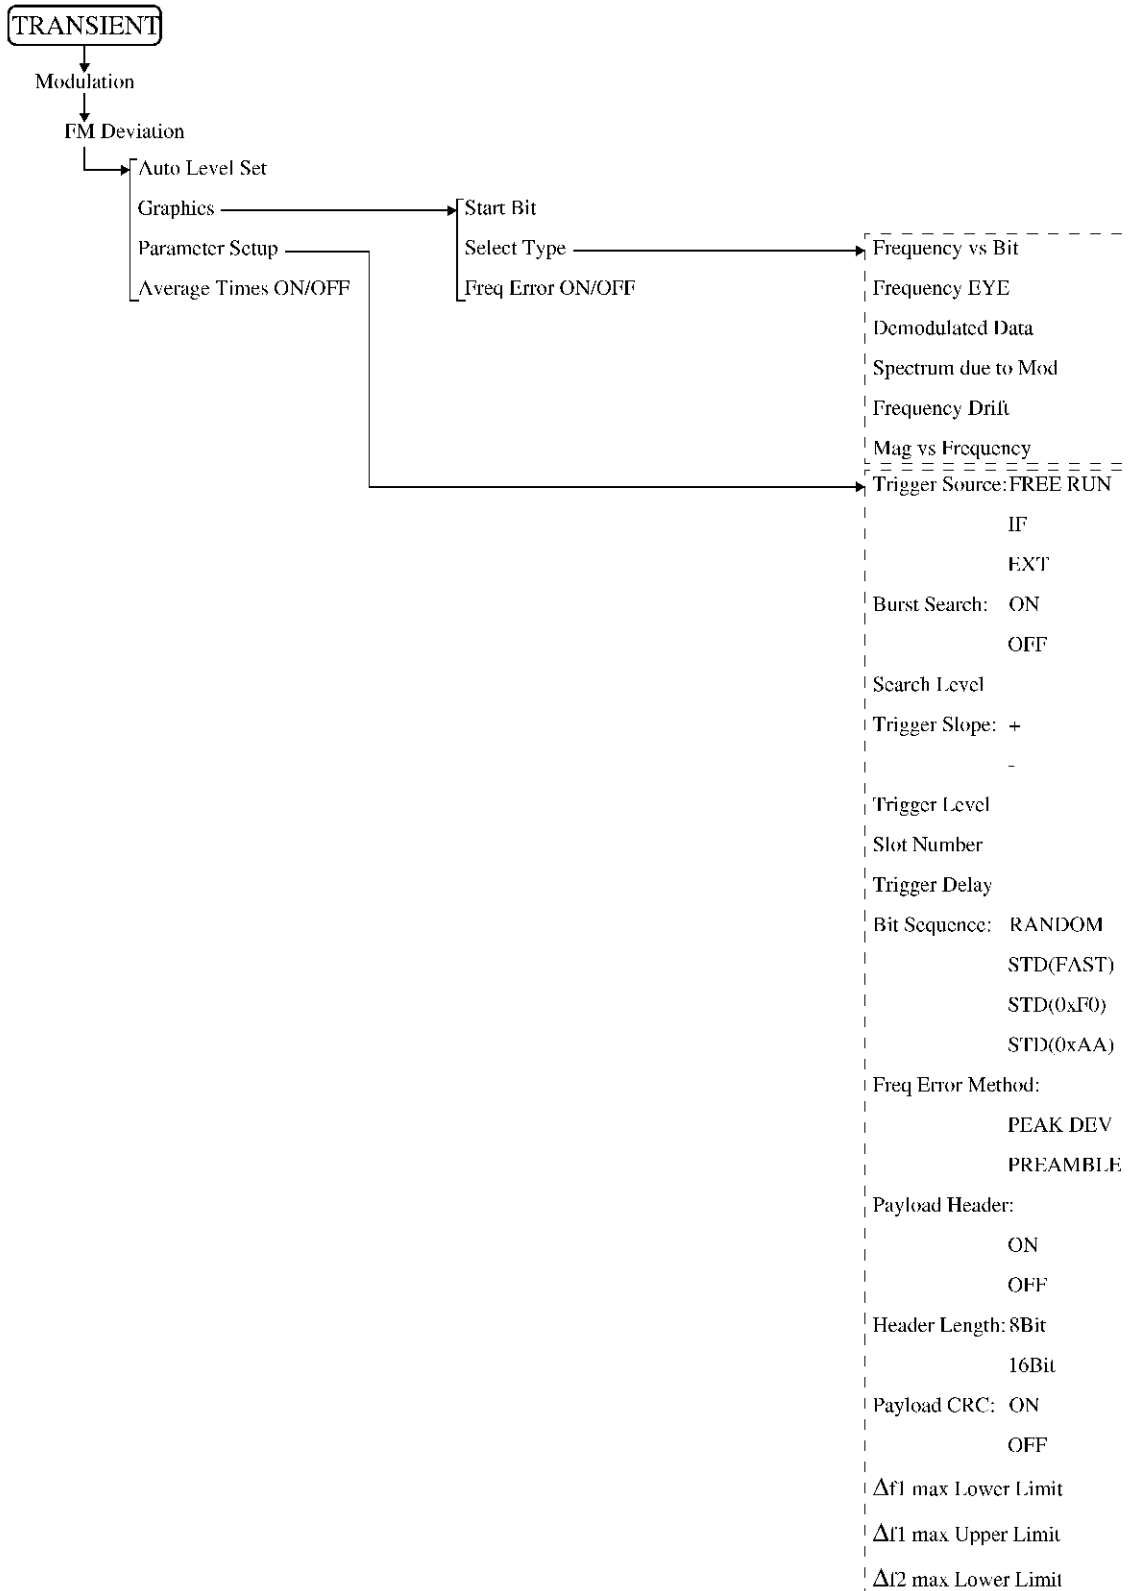 TRANSIENT
Modulation
FM Deviation
Auto Level Set
Graphics
Start Bit
Parameter Setup
Select Type
Frequency vs Bit
Average Times ON/OFF
Freq Error ON/OFF
Frequency EYE
Demodulated Data
Spectrum due to Mod
Frequency Drift
Mag vs Frequency
Trigger Source: FREE RUN
IF
EXT
Burst Search: ON
OFF
Search Level
Trigger Slope: +
-
Trigger Level
Slot Number
Trigger Delay
Bit Sequence: RANDOM
STD(FAST)
STD(0xF0)
STD(0xAA)
Freq Error Method:
PEAK DEV
PREAMBLE
Payload Header:
ON
OFF
Header Length: 8Bit
16Bit
Payload CRC: ON
OFF
Δf1 max Lower Limit
Δf1 max Upper Limit
Δf2 max Lower Limit